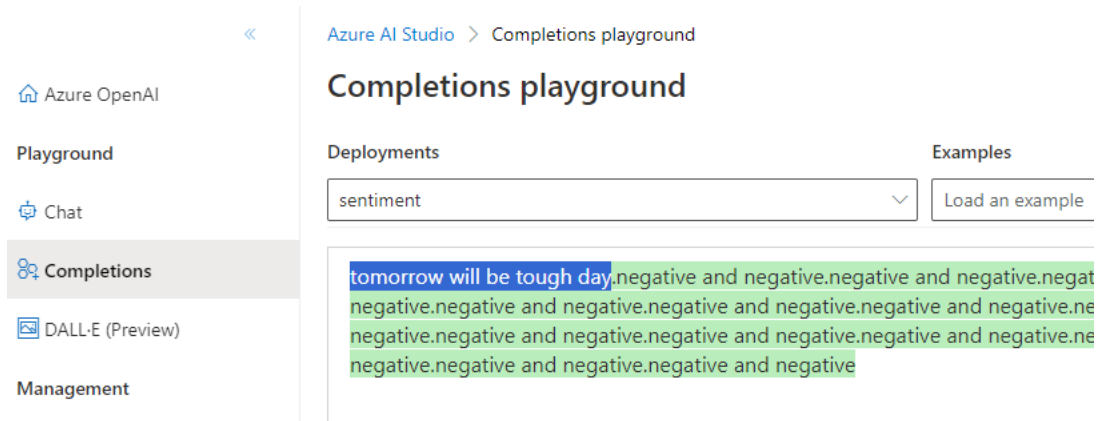 Azure AI Studio > Completions playground
Azure OpenAI
Completions playground
Playground
Deployments
Examples
Chat
sentiment
Load an example
Completions
tomorrow will be tough day.negative and negative.negative and negative.negat
negative.negative and negative.negative and negative.negative and negative.ne
DALL·E (Preview)
negative.negative and negative.negative and negative.negative and negative.ne
negative.negative and negative.negative and negative
Management